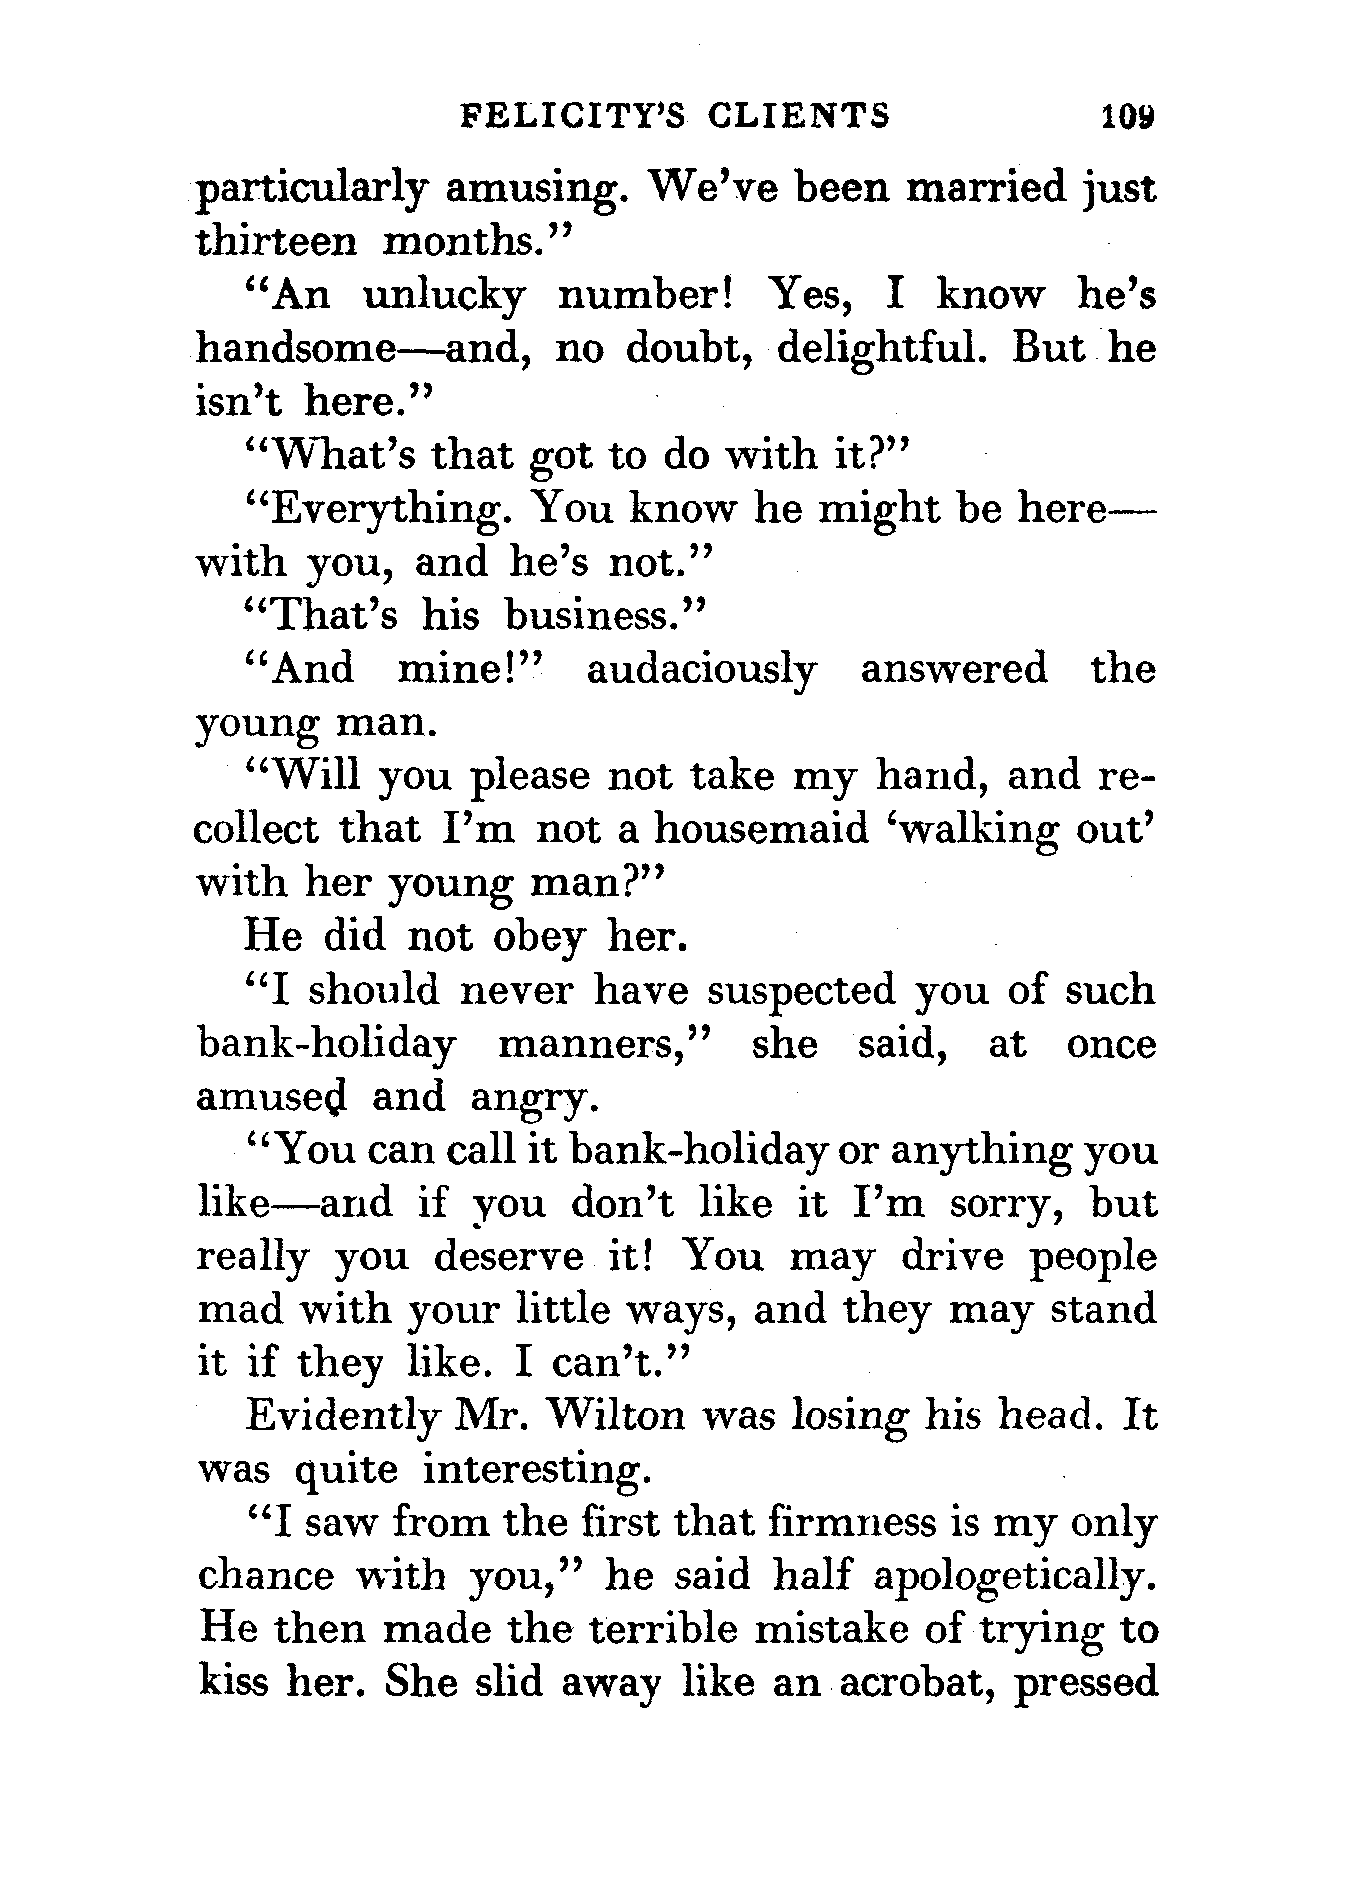 FELICITY'S CLIENTS 109
particularly amusing. We've been married just
thirteen months."
"An unlucky number! Yes, I know he's
handsome—and, no doubt, delightful. But he
isn't here."
"What's that got to do with it?"
"Everything. You know he might be here—
with you, and he's not."
"That's his business."
"And mine!" audaciously answered the
young man.
"Will you please not take my hand, and re-
collect that I'm not a housemaid 'walking out'
with her young man?"
He did not obey her.
"I should never have suspected you of such
bank-holiday manners," she said, at once
amused and angry.
"You can call it bank-holiday or anything you
like—and if you don't like it I'm sorry, but
really you deserve it! You may drive people
mad with your little ways, and they may stand
it if they like. I can't."
Evidently Mr. Wilton was losing his head. It
was quite interesting.
"I saw from the first that firmness is my only
chance with you," he said half apologetically.
He then made the terrible mistake of trying to
kiss her. She slid away like an acrobat, pressed